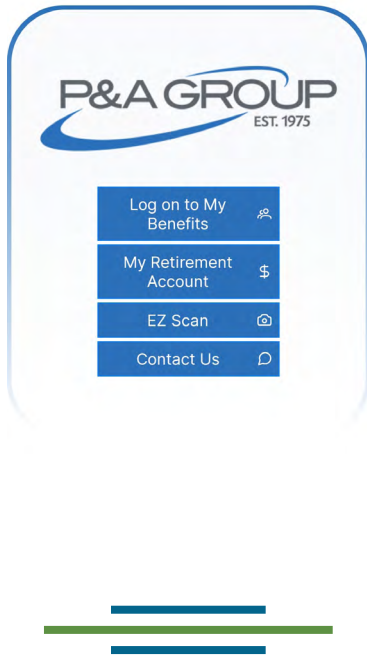 P&A GROUP
EST. 1975
Log on to My
Benefits
My Retirement
Account
$
EZ Scan
Contact Us